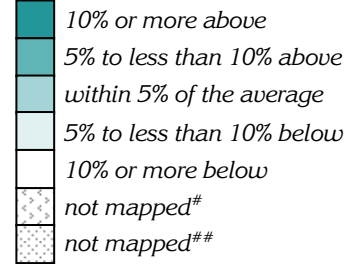 10% or more above
5% to less than 10% above
within 5% of the average
5% to less than 10% below
10% or more below
not mapped#
not mapped##